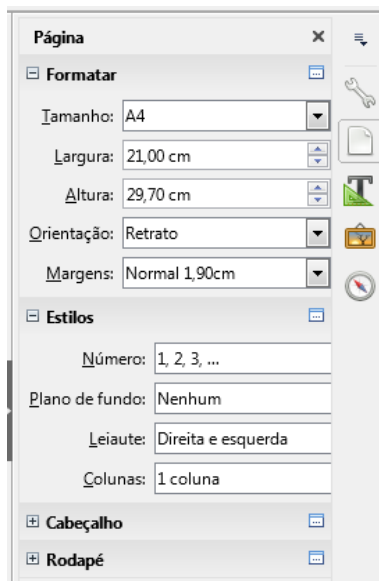 Página
Formatar
Tamanho: A4
Largura: 21,00 cm
Altura: 29,70 cm
Orientação: Retrato
Margens: Normal 1,90cm
Estilos
Número: 1, 2, 3, ...
Plano de fundo: Nenhum
Leiaute: Direita e esquerda
Colunas: 1 coluna
Cabeçalho
Rodapé